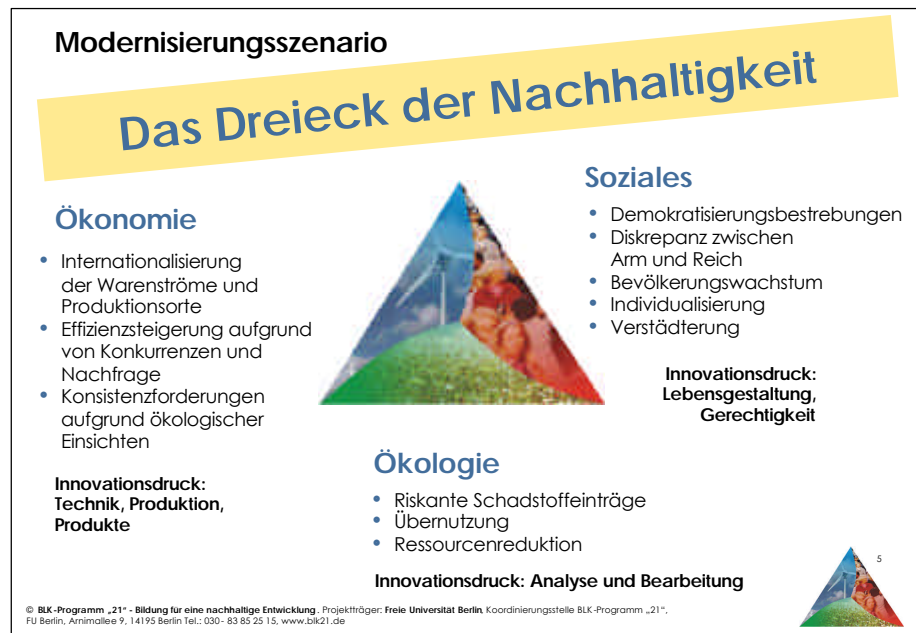 Modernisierungsszenario
Das Dreieck der Nachhaltigkeit
Ökonomie
• Internationalisierung
der Warenströme und
Produktionsorte
• Effizienzsteigerung aufgrund
von Konkurrenzen und
Nachfrage
• Konsistenzforderungen
aufgrund ökologischer
Einsichten
Innovationsdruck:
Technik, Produktion,
Produkte
Soziales
• Demokratisierungsbestrebungen
• Diskrepanz zwischen
Arm und Reich
• Bevölkerungswachstum
• Individualisierung
• Verstädterung
Innovationsdruck:
Lebensgestaltung,
Gerechtigkeit
Ökologie
• Riskante Schadstoffeinträge
• Übernutzung
• Ressourcenreduktion
Innovationsdruck: Analyse und Bearbeitung
5
© BLK-Programm „21“ - Bildung für eine nachhaltige Entwicklung. Projektträger: Freie Universität Berlin, Koordinierungsstelle BLK-Programm „21“,
FU Berlin, Arnimallee 9, 14195 Berlin Tel.: 030 - 83 85 25 15, www.blk21.de